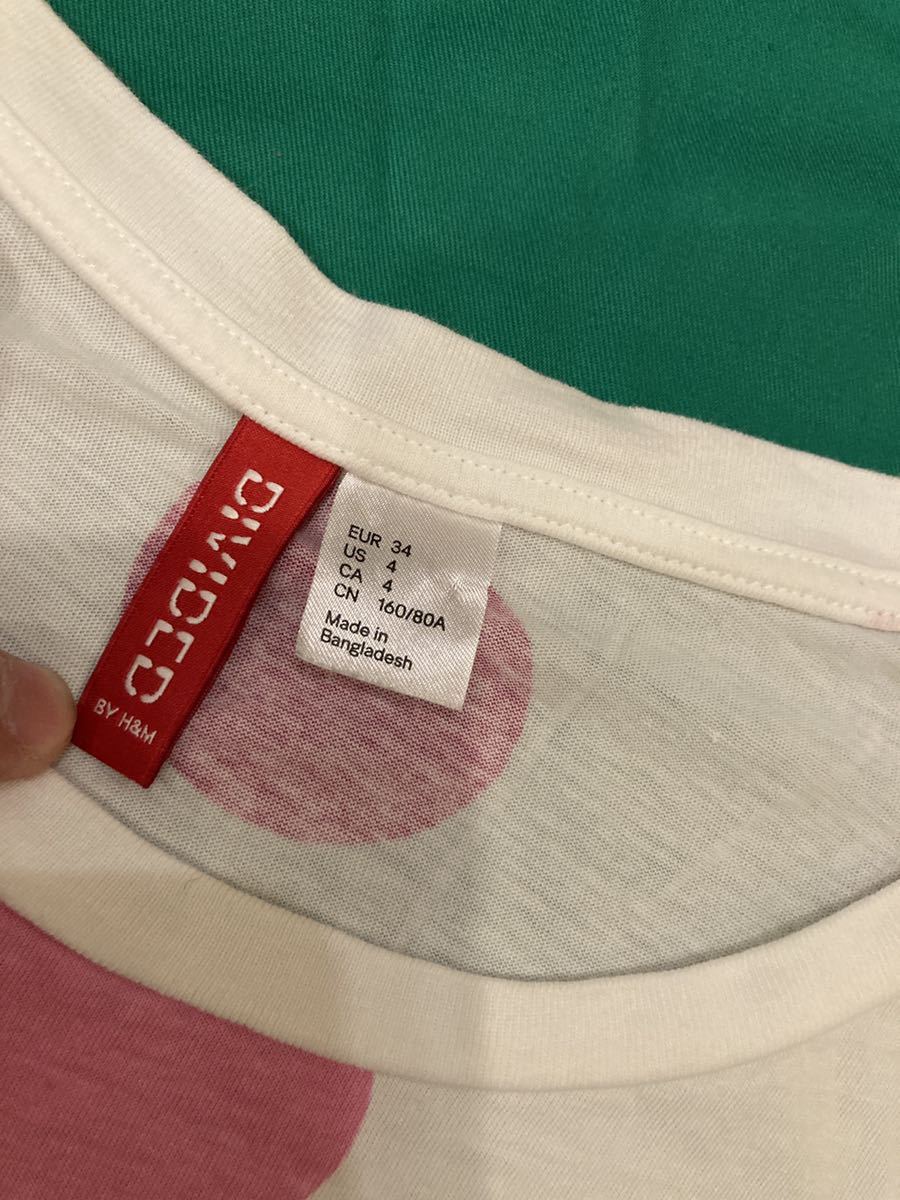 DIVIDED
BY H&M
EUR 34
US 4
CA 4
CN 160/80A
Made in
Bangladesh